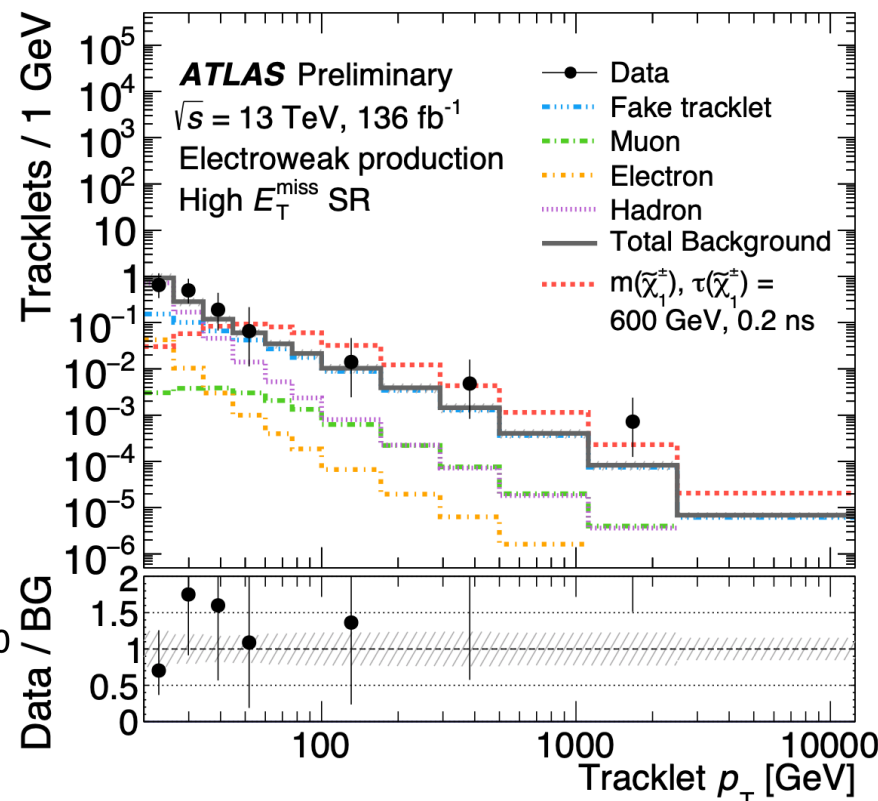 Tracklets / 1 GeV
10⁵
10⁴
10³
10²
10
1
10⁻¹
10⁻²
10⁻³
10⁻⁴
10⁻⁵
10⁻⁶
ATLAS Preliminary
√s = 13 TeV, 136 fb⁻¹
Electroweak production
High E_T^miss SR
Data
Fake tracklet
Muon
Electron
Hadron
Total Background
m(χ̃₁±), τ(χ̃₁±) =
600 GeV, 0.2 ns
Data / BG
2
1.5
1
0.5
0
0
100
1000
10000
Tracklet p_T [GeV]